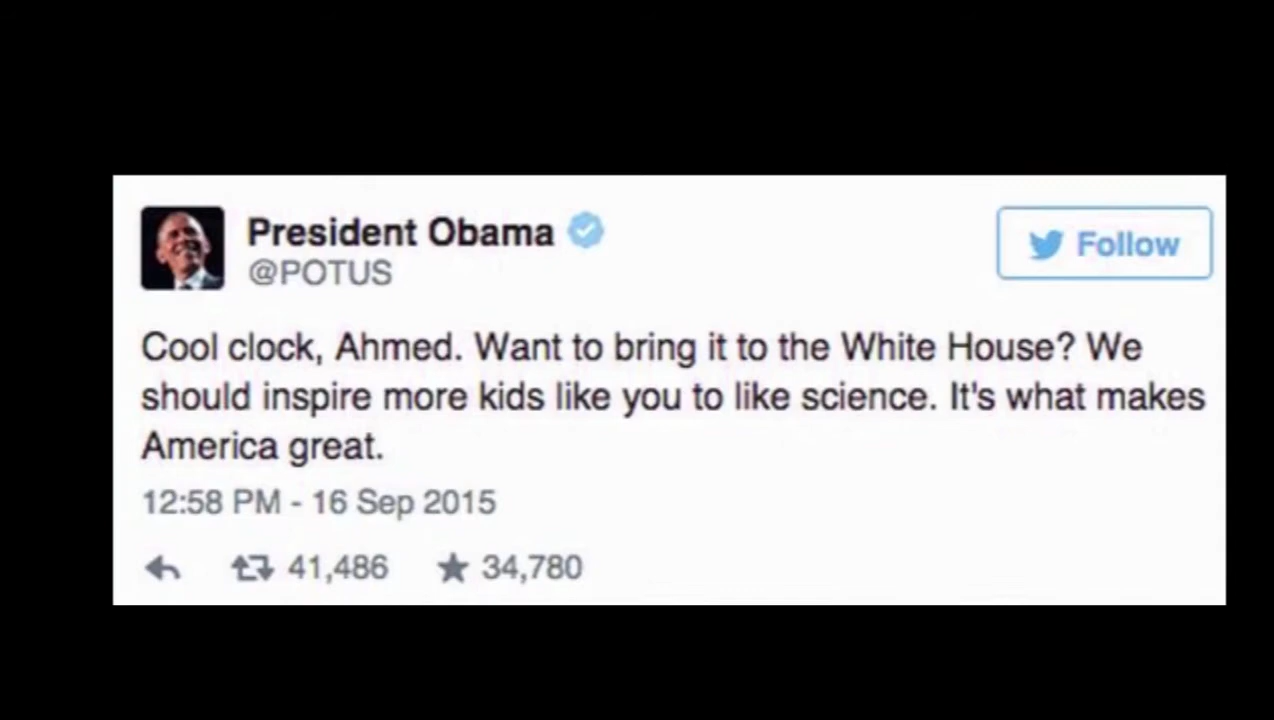 President Obama
@POTUS
Follow
Cool clock, Ahmed. Want to bring it to the White House? We
should inspire more kids like you to like science. It's what makes
America great.
12:58 PM - 16 Sep 2015
41,486 34,780